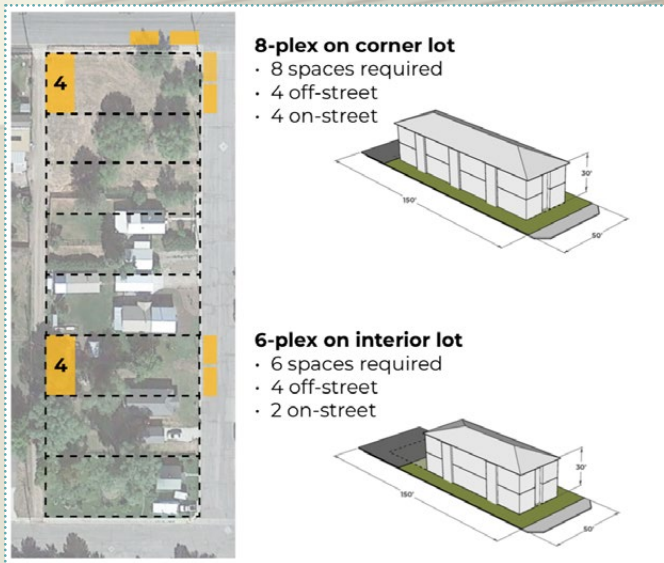 4
8-plex on corner lot
· 8 spaces required
· 4 off-street
· 4 on-street
30'
150'
50'
4
6-plex on interior lot
· 6 spaces required
· 4 off-street
· 2 on-street
30'
150'
50'